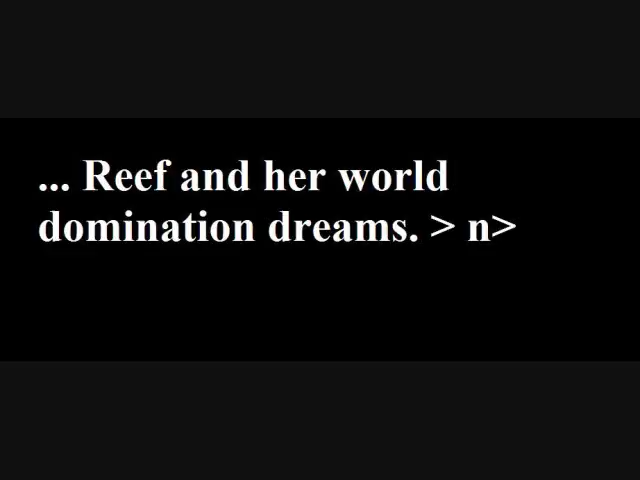 ... Reef and her world
domination dreams. > n>